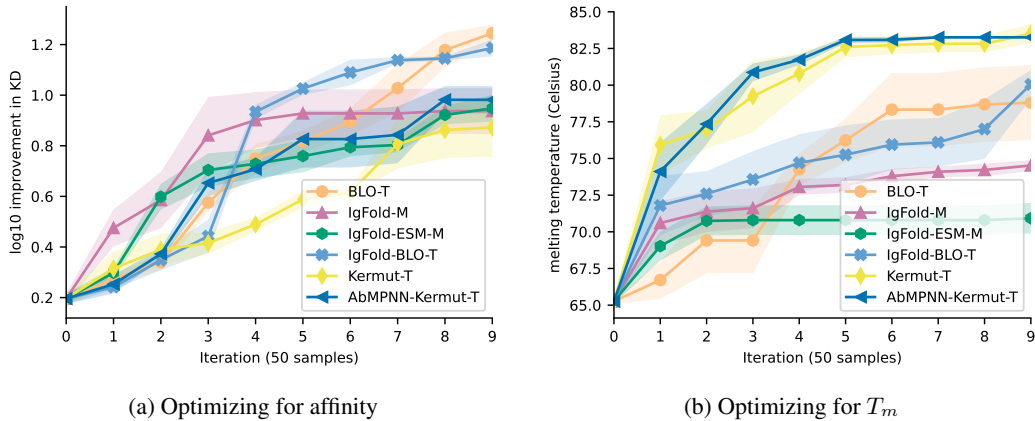 log10 improvement in KD
1.2
1.0
0.8
0.6
0.4
0.2
0 1 2 3 4 5 6 7 8 9
Iteration (50 samples)
BLO-T
IgFold-M
IgFold-ESM-M
IgFold-BLO-T
Kermut-T
AbMPNN-Kermut-T
(a) Optimizing for affinity
melting temperature (Celsius)
85.0
82.5
80.0
77.5
75.0
72.5
70.0
67.5
65.0
0 1 2 3 4 5 6 7 8 9
Iteration (50 samples)
BLO-T
IgFold-M
IgFold-ESM-M
IgFold-BLO-T
Kermut-T
AbMPNN-Kermut-T
(b) Optimizing for T_m